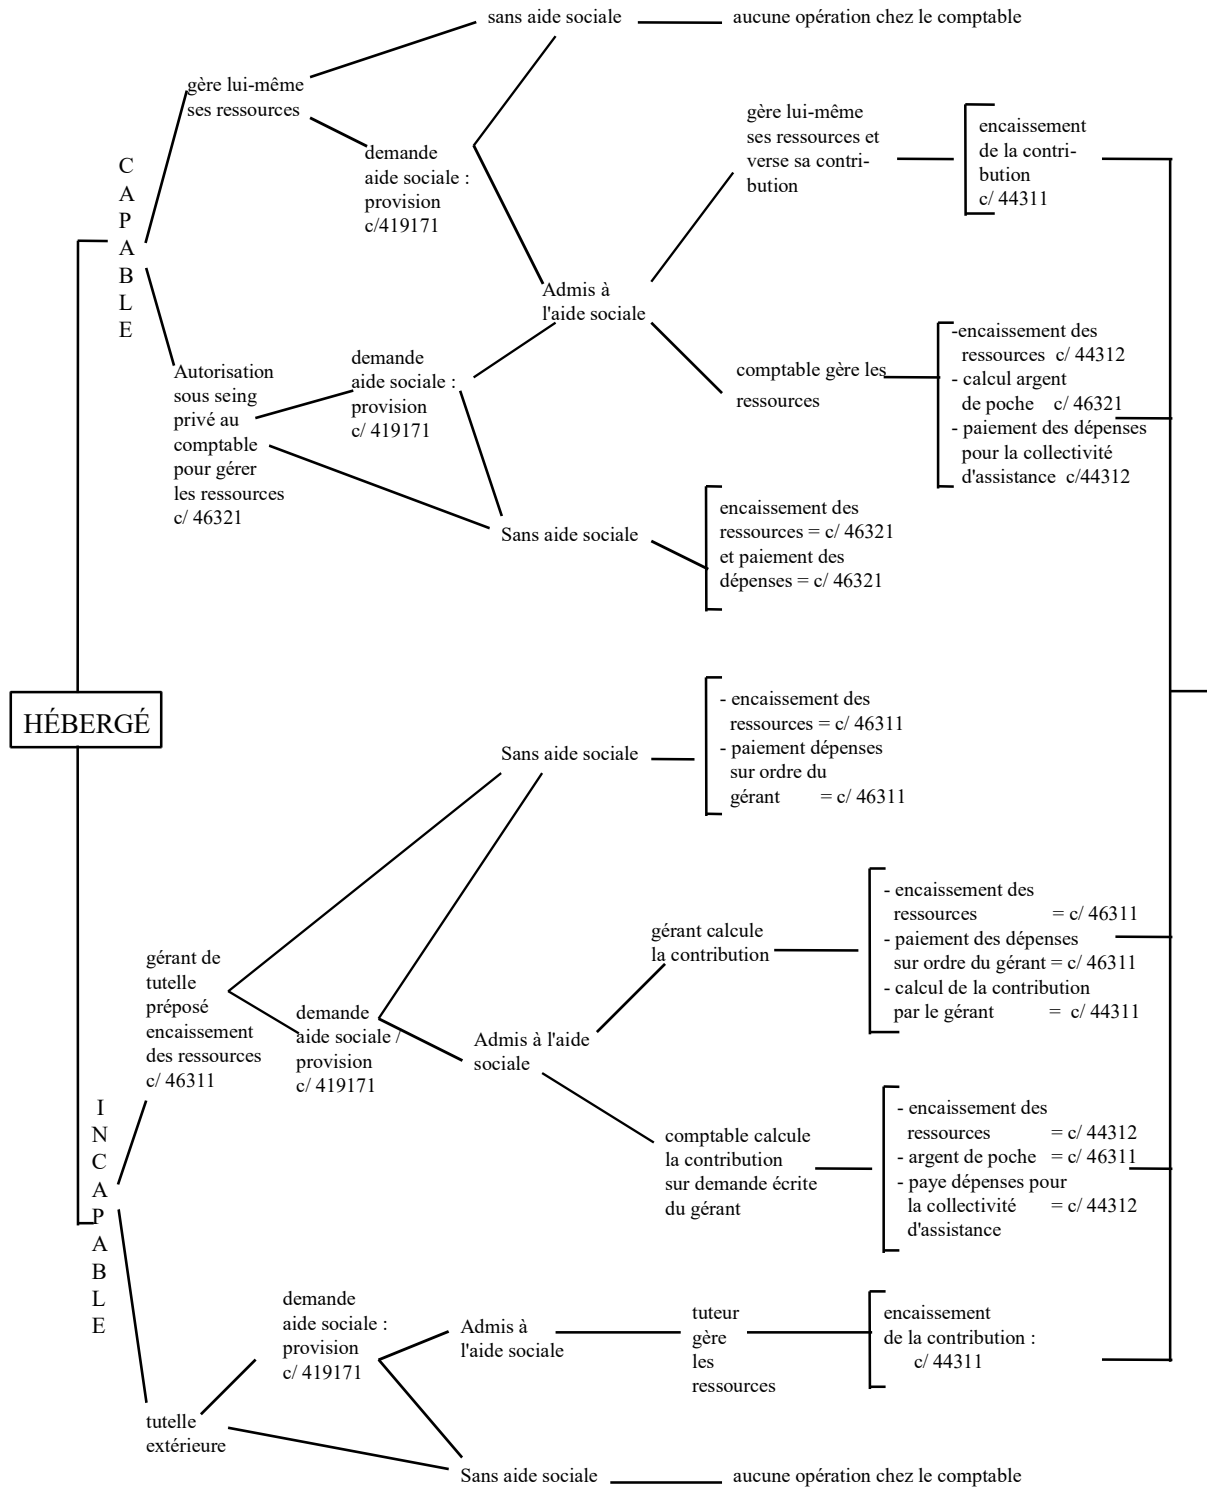 sans aide sociale
aucune opération chez le comptable
gère lui-même
ses ressources
demande
aide sociale :
provision
c/419171
gère lui-même
ses ressources et
verse sa contri-
bution
encaissement
de la contri-
bution
c/ 44311
C
A
P
A
B
L
E
Admis à
l'aide sociale
Autorisation
sous seing
privé au
comptable
pour gérer
les ressources
c/ 46321
demande
aide sociale :
provision
c/ 419171
comptable gère les
ressources
-encaissement des
ressources c/ 44312
- calcul argent
de poche c/ 46321
- paiement des dépenses
pour la collectivité
d'assistance c/44312
Sans aide sociale
encaissement des
ressources = c/ 46321
et paiement des
dépenses = c/ 46321
HÉBERGÉ
Sans aide sociale
- encaissement des
ressources = c/ 46311
- paiement dépenses
sur ordre du
gérant = c/ 46311
gérant de
tutelle
préposé
encaissement
des ressources
c/ 46311
demande
aide sociale /
provision
c/ 419171
Admis à l'aide
sociale
gérant calcule
la contribution
- encaissement des
ressources = c/ 46311
- paiement des dépenses
sur ordre du gérant = c/ 46311
- calcul de la contribution
par le gérant = c/ 44311
I
N
C
A
P
A
B
L
E
comptable calcule
la contribution
sur demande écrite
du gérant
- encaissement des
ressources = c/ 44312
- argent de poche = c/ 46311
- paye dépenses pour
la collectivité = c/ 44312
d'assistance
tutelle
extérieure
demande
aide sociale :
provision
c/ 419171
Admis à
l'aide sociale
tuteur
gère
les
ressources
encaissement
de la contribution :
c/ 44311
Sans aide sociale
aucune opération chez le comptable